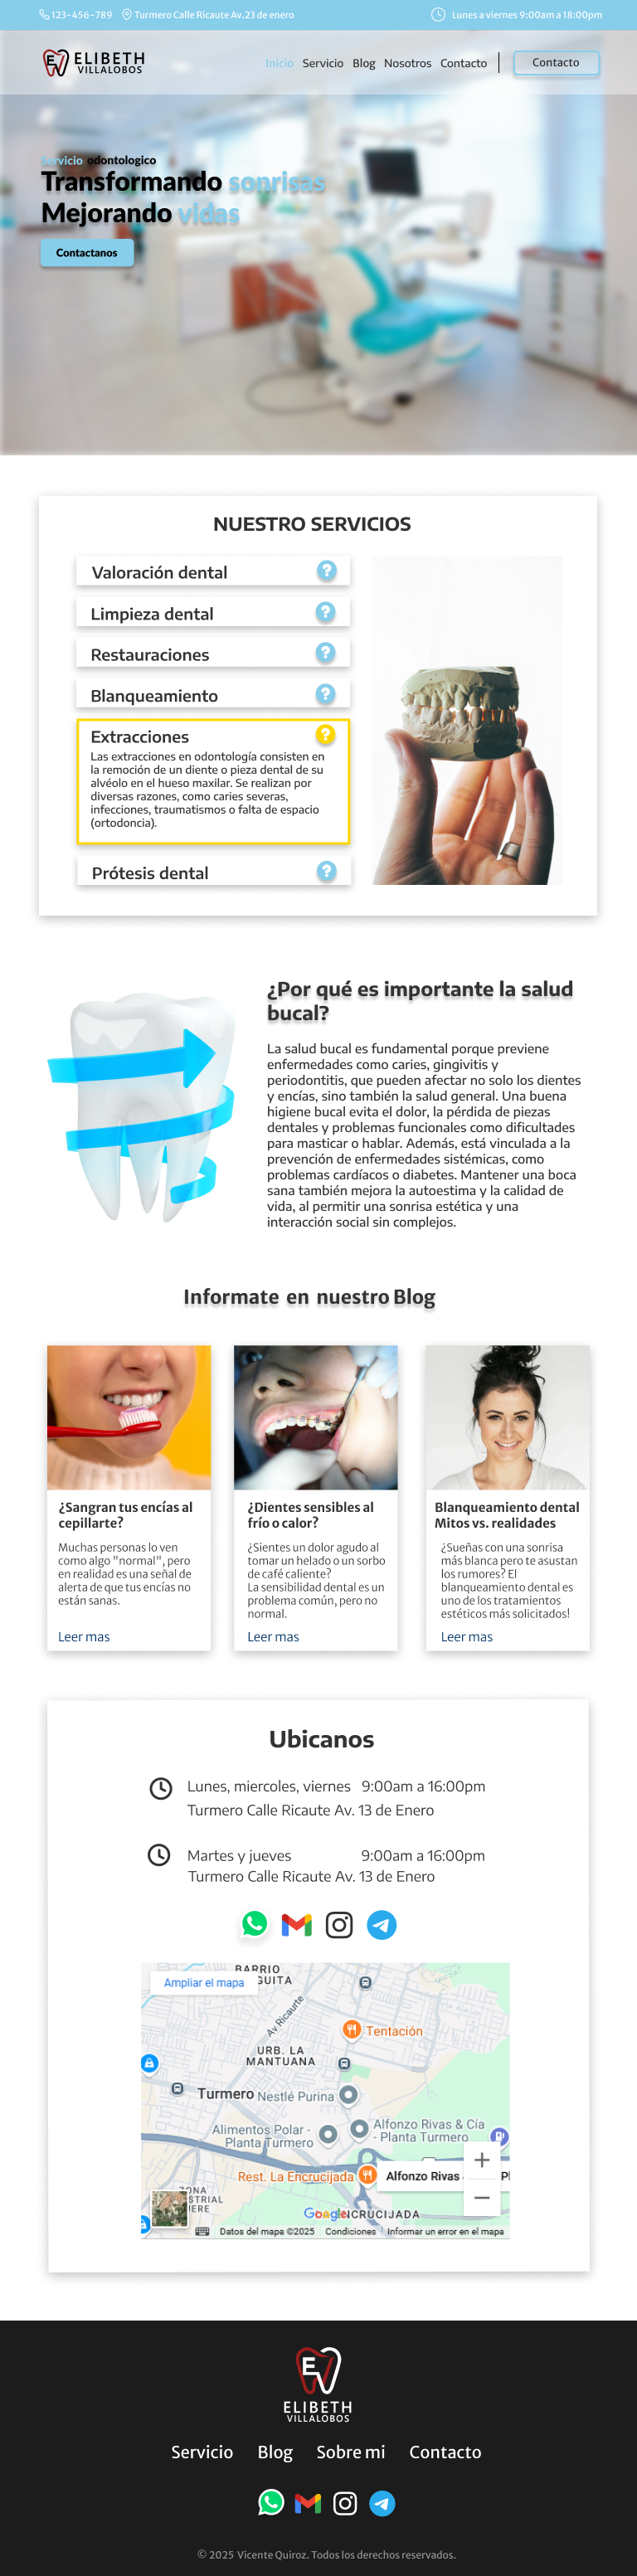 123-456-789 Turmero Calle Ricaute Av.23 de enero Lunes a viernes 9:00am a 18:00pm
ELIBETH
VILLALOBOS
Inicio Servicio Blog Nosotros Contacto Contacto
Servicio odontologico
Transformando sonrisas
Mejorando vidas
Contactanos
NUESTRO SERVICIOS
Valoración dental
Limpieza dental
Restauraciones
Blanqueamiento
Extracciones
Las extracciones en odontología consisten en
la remoción de un diente o pieza dental de su
alvéolo en el hueso maxilar. Se realizan por
diversas razones, como caries severas,
infecciones, traumatismos o falta de espacio
(ortodoncia).
Prótesis dental
¿Por qué es importante la salud
bucal?
La salud bucal es fundamental porque previene
enfermedades como caries, gingivitis y
periodontitis, que pueden afectar no solo los dientes
y encías, sino también la salud general. Una buena
higiene bucal evita el dolor, la pérdida de piezas
dentales y problemas funcionales como dificultades
para masticar o hablar. Además, está vinculada a la
prevención de enfermedades sistémicas, como
problemas cardíacos o diabetes. Mantener una boca
sana también mejora la autoestima y la calidad de
vida, al permitir una sonrisa estética y una
interacción social sin complejos.
Informate en nuestro Blog
¿Sangran tus encías al
cepillarte?
Muchas personas lo ven
como algo "normal", pero
en realidad es una señal de
alerta de que tus encías no
están sanas.
Leer mas
¿Dientes sensibles al
frío o calor?
¿Sientes un dolor agudo al
tomar un helado o un sorbo
de café caliente?
La sensibilidad dental es un
problema común, pero no
normal.
Leer mas
Blanqueamiento dental
Mitos vs. realidades
¿Sueñas con una sonrisa
más blanca pero te asustan
los rumores? El
blanqueamiento dental es
uno de los tratamientos
estéticos más solicitados!
Leer mas
Ubicanos
Lunes, miercoles, viernes 9:00am a 16:00pm
Turmero Calle Ricaute Av. 13 de Enero
Martes y jueves 9:00am a 16:00pm
Turmero Calle Ricaute Av. 13 de Enero
BARRIO
GUITA
Ampliar el mapa
Av Ricaurte
Tentación
URB. LA
MANTUANA
Turmero Nestlé Purina
Alimentos Polar -
Planta Turmero
Alfonzo Rivas & Cía
- Planta Turmero
Rest. La Encrucijada
Alfonzo Rivas
ZONA
STRIAL
IERE
Google
NCRUCIJADA
Datos del mapa ©2025 Condiciones Informar un error en el mapa
EV
ELIBETH
VILLALOBOS
Servicio Blog Sobre mi Contacto
© 2025 Vicente Quiroz. Todos los derechos reservados.